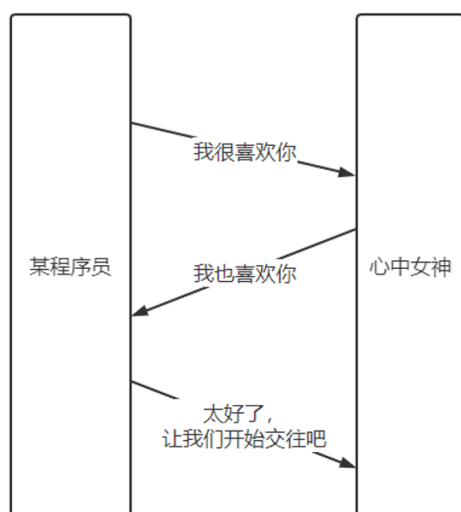 我很喜欢你
某程序员
心中女神
我也喜欢你
太好了，
让我们开始交往吧